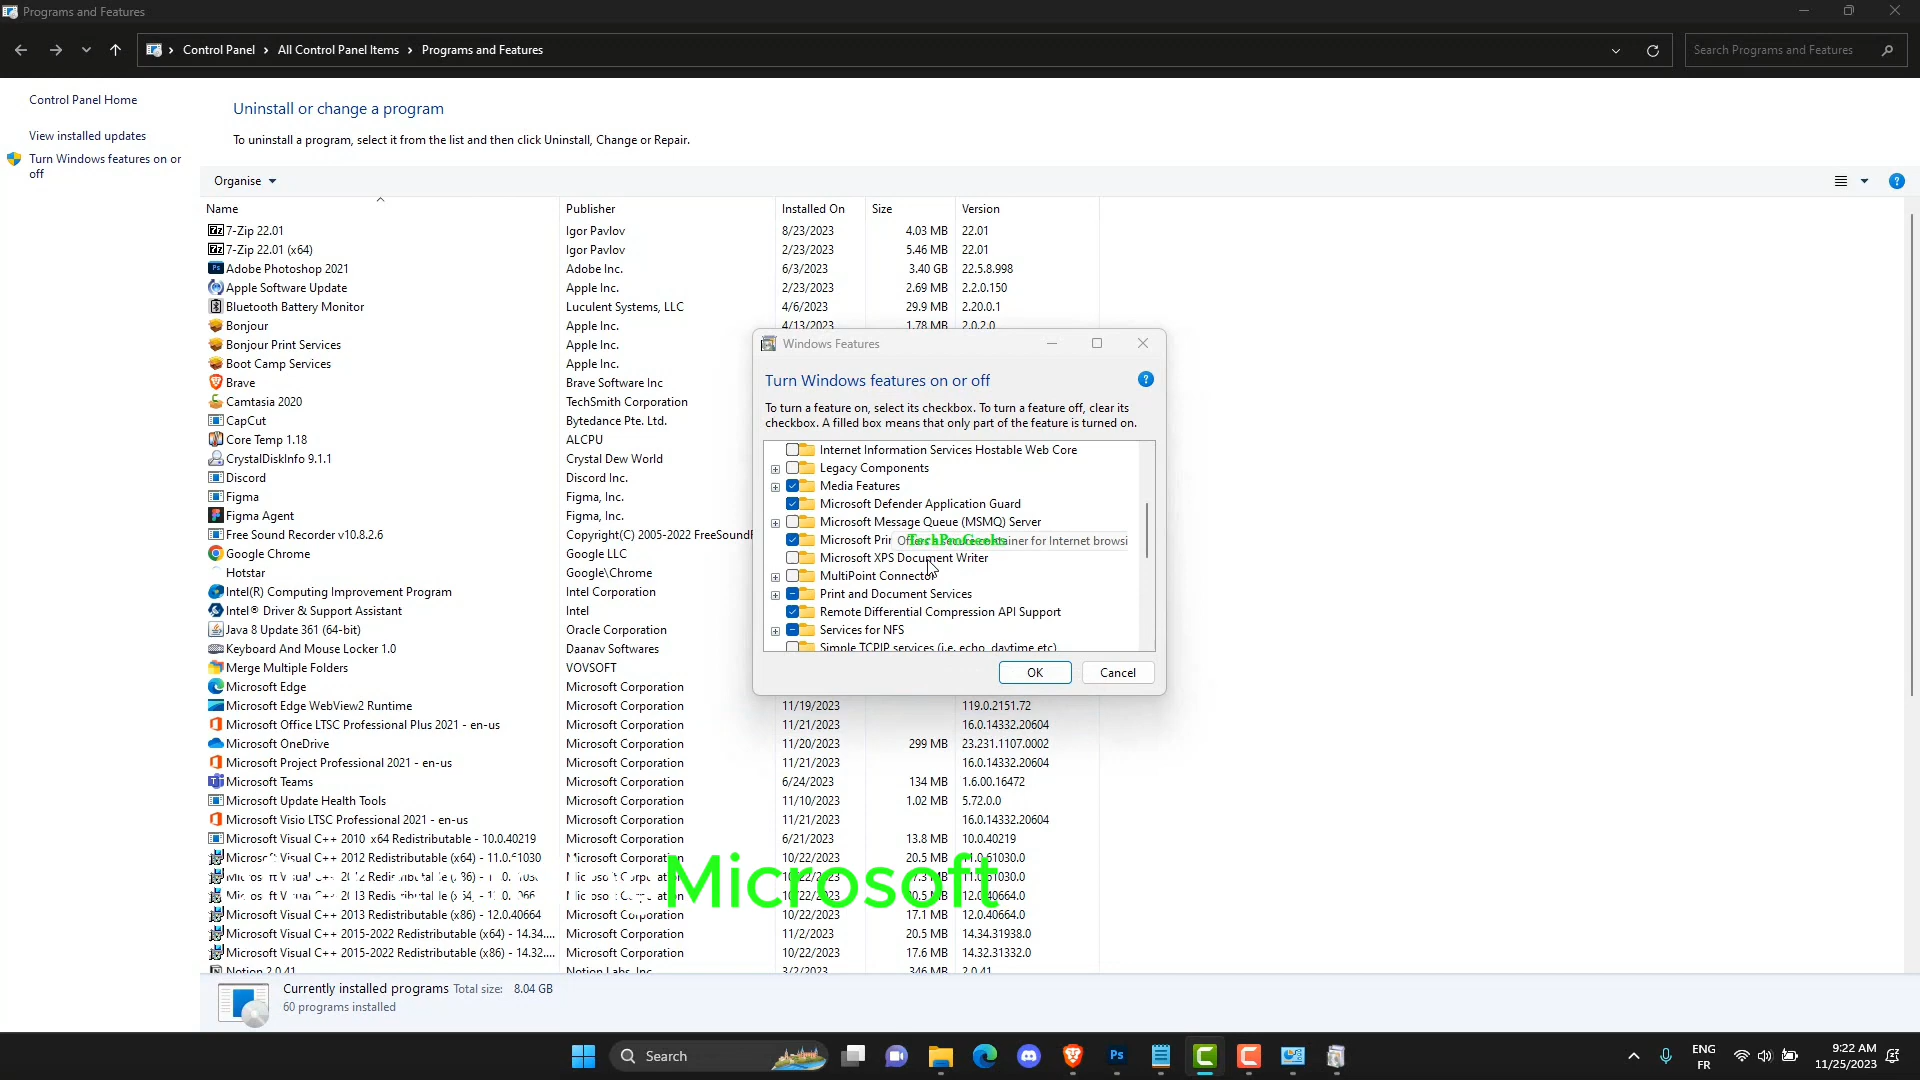 Programs and Features
Control Panel > All Control Panel Items > Programs and Features
Search Programs and Features
Control Panel Home
View installed updates
Turn Windows features on or
off
Uninstall or change a program
To uninstall a program, select it from the list and then click Uninstall, Change or Repair.
Organise
Name Publisher Installed On Size Version
7-Zip 22.01 Igor Pavlov 8/23/2023 4.03 MB 22.01
7-Zip 22.01 (x64) Igor Pavlov 2/23/2023 5.46 MB 22.01
Adobe Photoshop 2021 Adobe Inc. 6/3/2023 3.40 GB 22.5.8.998
Apple Software Update Apple Inc. 2/23/2023 2.69 MB 2.2.0.150
Bluetooth Battery Monitor Luculent Systems, LLC 4/6/2023 29.9 MB 2.20.0.1
Bonjour Apple Inc. 4/13/2023 1.78 MB 2.0.2.0
Bonjour Print Services Apple Inc.
Boot Camp Services Apple Inc.
Brave Brave Software Inc
Camtasia 2020 TechSmith Corporation
CapCut Bytedance Pte. Ltd.
Core Temp 1.18 ALCPU
CrystalDiskInfo 9.1.1 Crystal Dew World
Discord Discord Inc.
Figma Figma, Inc.
Figma Agent Figma, Inc.
Free Sound Recorder v10.8.2.6 Copyright(C) 2005-2022 FreeSoundR
Google Chrome Google LLC
Hotstar Google\Chrome
Intel(R) Computing Improvement Program Intel Corporation
Intel® Driver & Support Assistant Intel
Java 8 Update 361 (64-bit) Oracle Corporation
Keyboard And Mouse Locker 1.0 Daanav Softwares
Merge Multiple Folders VOVSOFT
Microsoft Edge Microsoft Corporation
Microsoft Edge WebView2 Runtime Microsoft Corporation 11/19/2023 119.0.2151.72
Microsoft Office LTSC Professional Plus 2021 - en-us Microsoft Corporation 11/21/2023 16.0.14332.20604
Microsoft OneDrive Microsoft Corporation 11/20/2023 299 MB 23.231.1107.0002
Microsoft Project Professional 2021 - en-us Microsoft Corporation 11/21/2023 16.0.14332.20604
Microsoft Teams Microsoft Corporation 6/24/2023 134 MB 1.6.00.16472
Microsoft Update Health Tools Microsoft Corporation 11/10/2023 1.02 MB 5.72.0.0
Microsoft Visio LTSC Professional 2021 - en-us Microsoft Corporation 11/21/2023 16.0.14332.20604
Microsoft Visual C++ 2010 x64 Redistributable - 10.0.40219 Microsoft Corporation 6/21/2023 13.8 MB 10.0.40219
Microsoft Visual C++ 2012 Redistributable (x64) - 11.0.61030 Microsoft Corporation 10/22/2023 20.5 MB 11.0.61030.0
Microsoft Visual C++ 2012 Redistributable
Microsoft Visual C++ 2013 Redistributable
Microsoft Visual C++ 2013 Redistributable (x86) - 12.0.40664 Microsoft Corporation 10/22/2023 17.1 MB 12.0.40664.0
Microsoft Visual C++ 2015-2022 Redistributable (x64) - 14.34.... Microsoft Corporation 11/2/2023 20.5 MB 14.34.31938.0
Microsoft Visual C++ 2015-2022 Redistributable (x86) - 14.32.... Microsoft Corporation 10/22/2023 17.6 MB 14.32.31332.0
Notion 2.0.41 Notion Labs, Inc 3/2/2023 346 MB 2.0.41
Microsoft
Windows Features
Turn Windows features on or off
To turn a feature on, select its checkbox. To turn a feature off, clear its
checkbox. A filled box means that only part of the feature is turned on.
Internet Information Services Hostable Web Core
Legacy Components
Media Features
Microsoft Defender Application Guard
Microsoft Message Queue (MSMQ) Server
Microsoft
TechProGeeks
for Internet browsi
Microsoft XPS Document Writer
MultiPoint Connector
Print and Document Services
Remote Differential Compression API Support
Services for NFS
Simple TCPIP services (i.e. echo, daytime etc)
OK Cancel
Currently installed programs Total size: 8.04 GB
60 programs installed
Search
ENG
FR
9:22 AM
11/25/2023